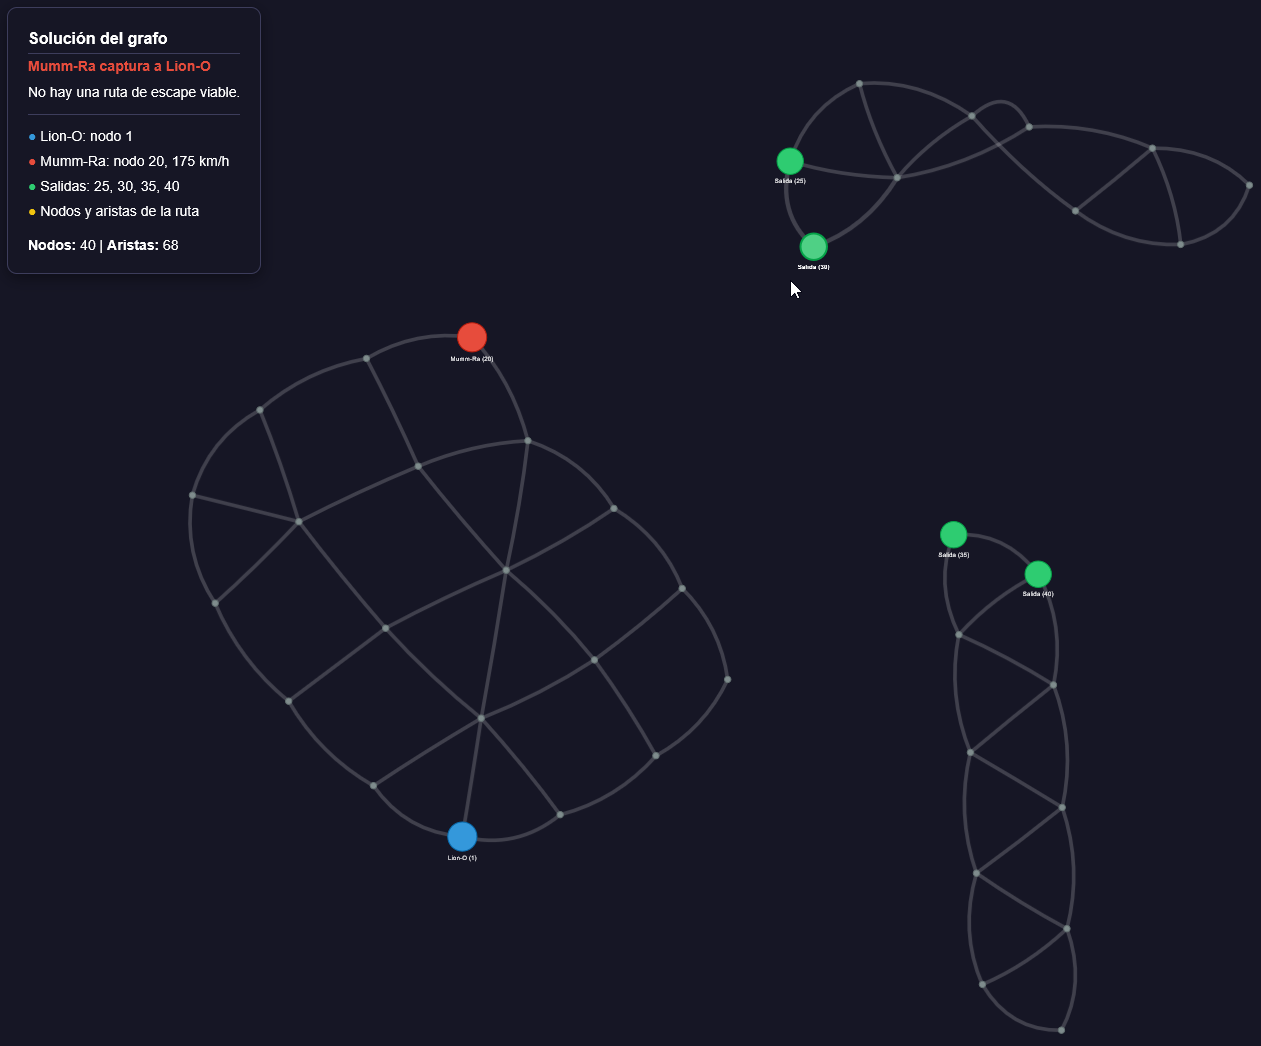 Solución del grafo
Mumm-Ra captura a Lion-O
No hay una ruta de escape viable.
● Lion-O: nodo 1
● Mumm-Ra: nodo 20, 175 km/h
● Salidas: 25, 30, 35, 40
● Nodos y aristas de la ruta
Nodos: 40 | Aristas: 68
Salida (25)
Salida (30)
Mumm-Ra (20)
Salida (35)
Salida (40)
Lion-O (1)